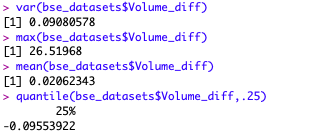 > var(bse_datasets$Volume_diff)
[1] 0.09080578
> max(bse_datasets$Volume_diff)
[1] 26.51968
> mean(bse_datasets$Volume_diff)
[1] 0.02062343
> quantile(bse_datasets$Volume_diff,.25)
25%
-0.09553922